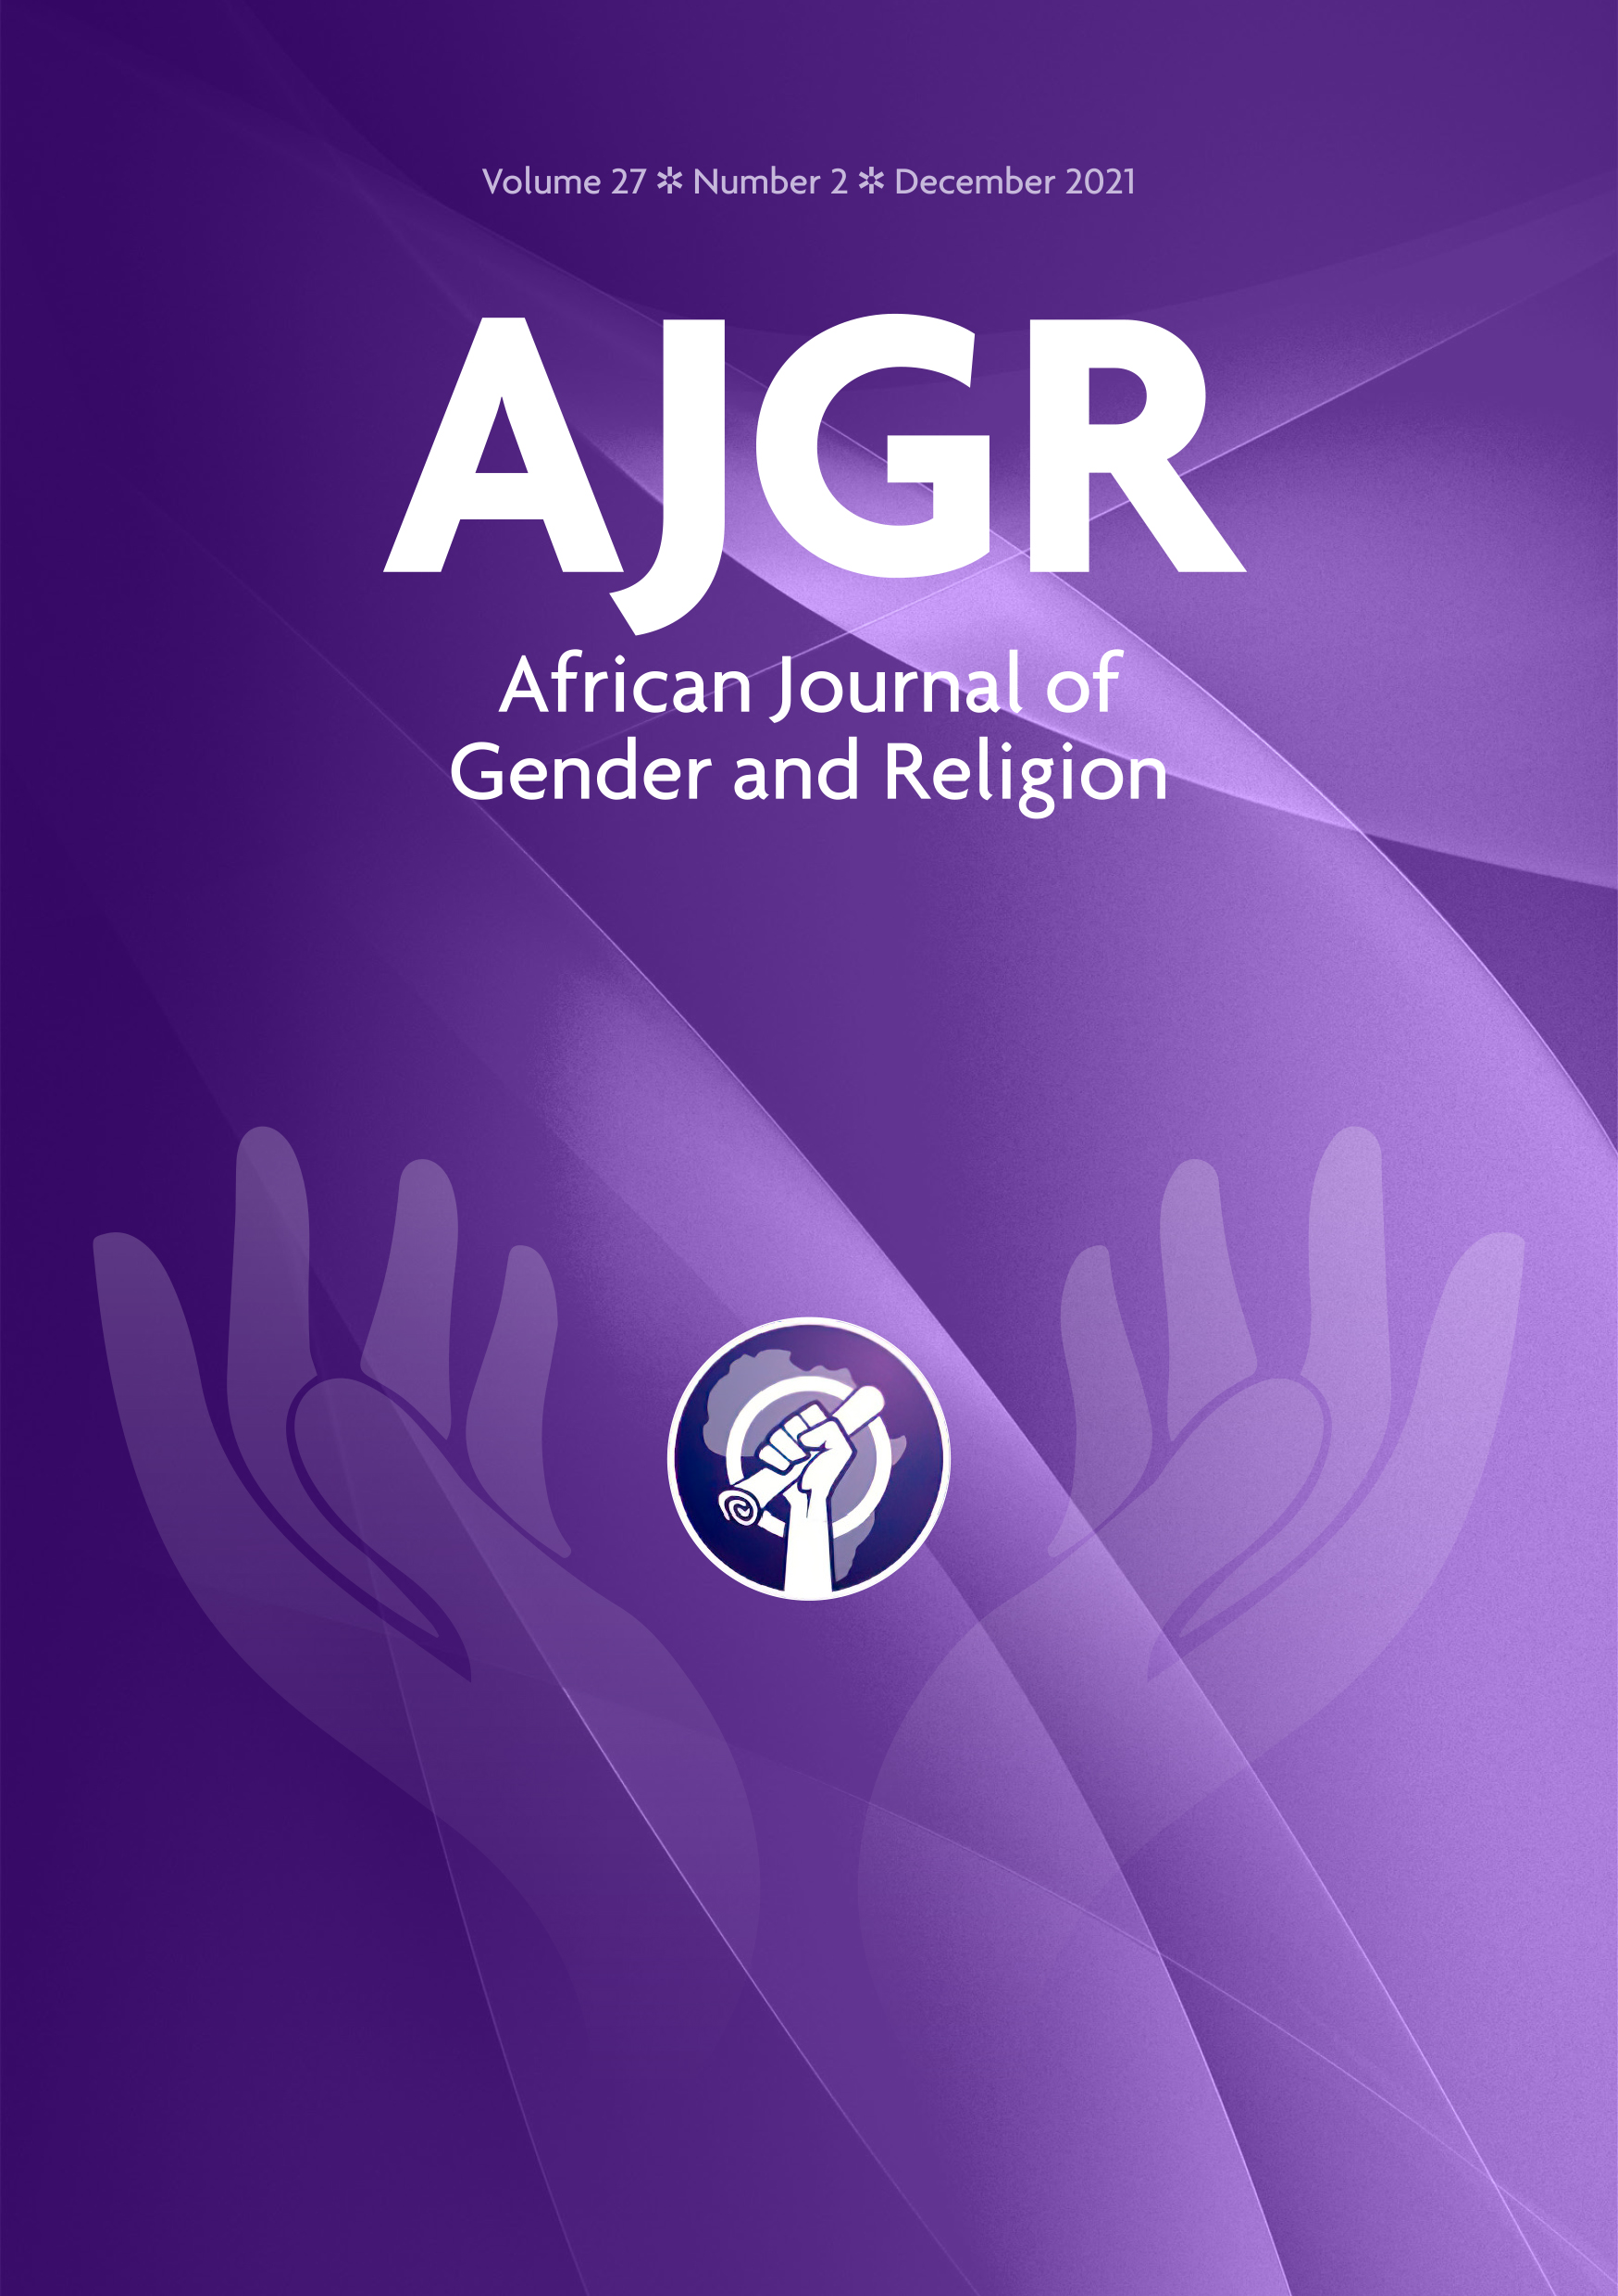 Volume 27 ✲ Number 2 ✲ December 2021
AJGR
African Journal of
Gender and Religion